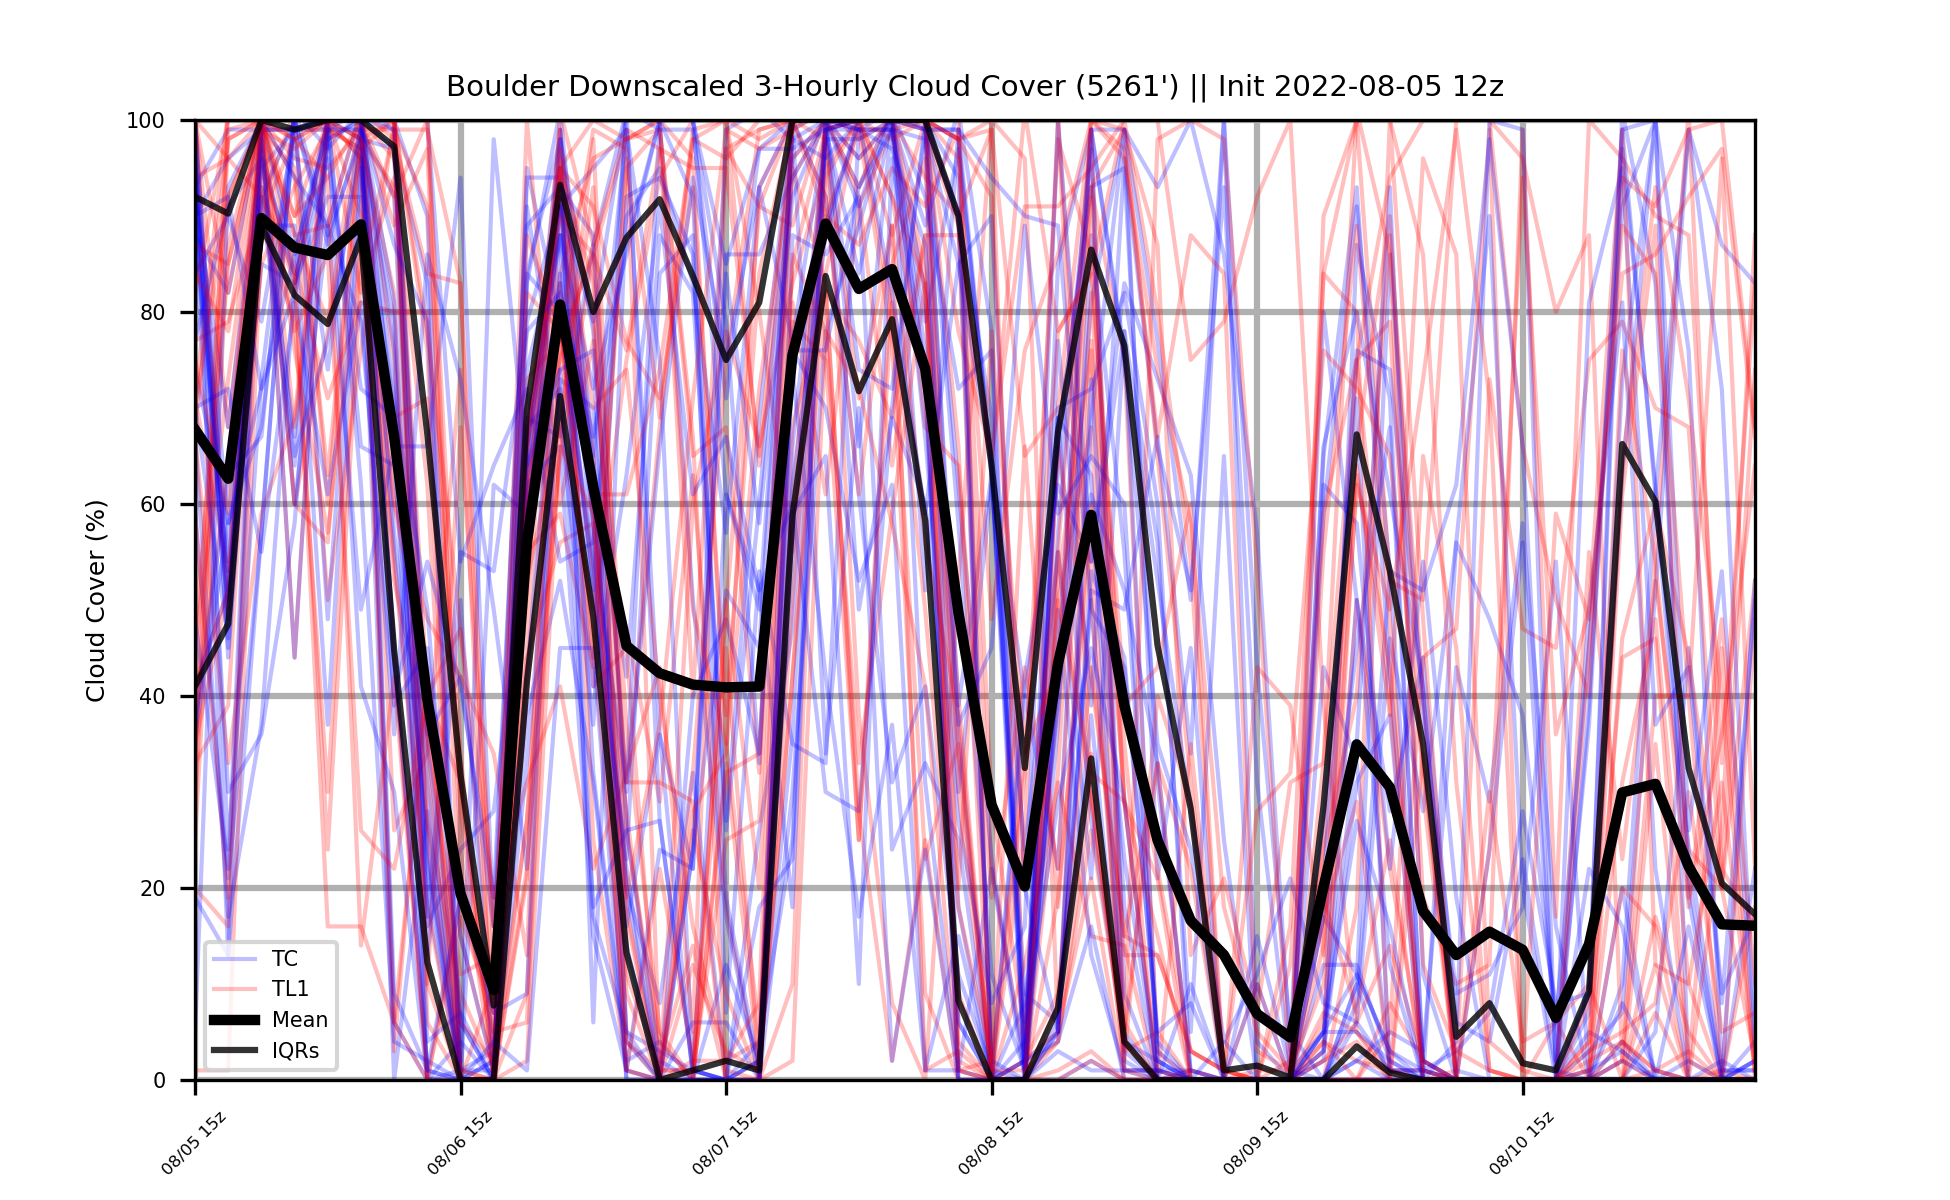 Boulder Downscaled 3-Hourly Cloud Cover (5261') || Init 2022-08-05 12z
Cloud Cover (%)
100
80
60
40
20
0
TC
TL1
Mean
IQRs
08/05 15z
08/06 15z
08/07 15z
08/08 15z
08/09 15z
08/10 15z